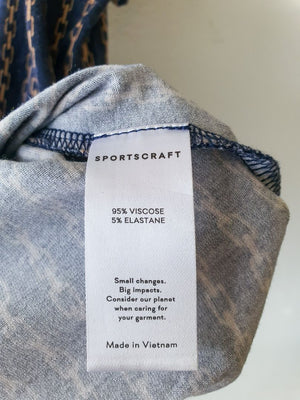 SPORTSCRAFT
95% VISCOSE
5% ELASTANE
Small changes.
Big impacts.
Consider our planet
when caring for
your garment.
Made in Vietnam